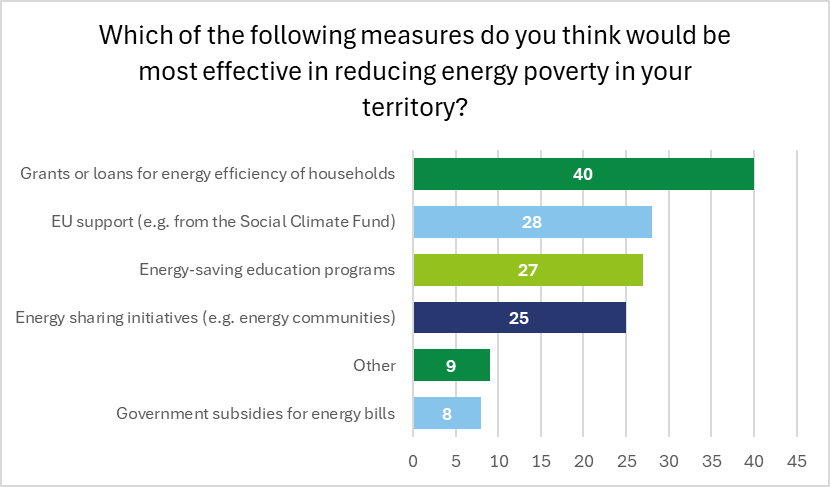 Which of the following measures do you think would be
most effective in reducing energy poverty in your
territory?
Grants or loans for energy efficiency of households
40
EU support (e.g. from the Social Climate Fund)
28
Energy-saving education programs
27
Energy sharing initiatives (e.g. energy communities)
25
Other
9
Government subsidies for energy bills
8
0 5 10 15 20 25 30 35 40 45